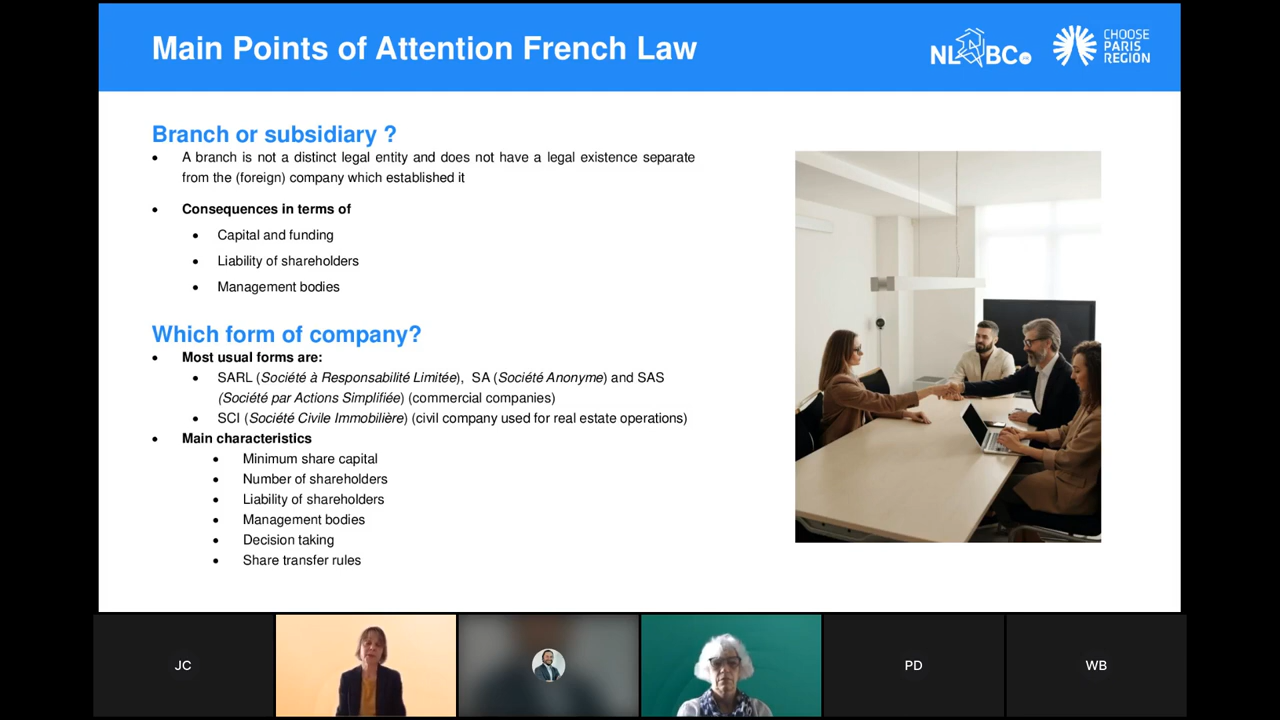 Main Points of Attention French Law
NL BC
CHOOSE
PARIS
REGION
Branch or subsidiary ?
• A branch is not a distinct legal entity and does not have a legal existence separate
from the (foreign) company which established it
• Consequences in terms of
• Capital and funding
• Liability of shareholders
• Management bodies
Which form of company?
• Most usual forms are:
• SARL (Société à Responsabilité Limitée), SA (Société Anonyme) and SAS
(Société par Actions Simplifiée) (commercial companies)
• SCI (Société Civile Immobilière) (civil company used for real estate operations)
• Main characteristics
• Minimum share capital
• Number of shareholders
• Liability of shareholders
• Management bodies
• Decision taking
• Share transfer rules
JC
PD
WB